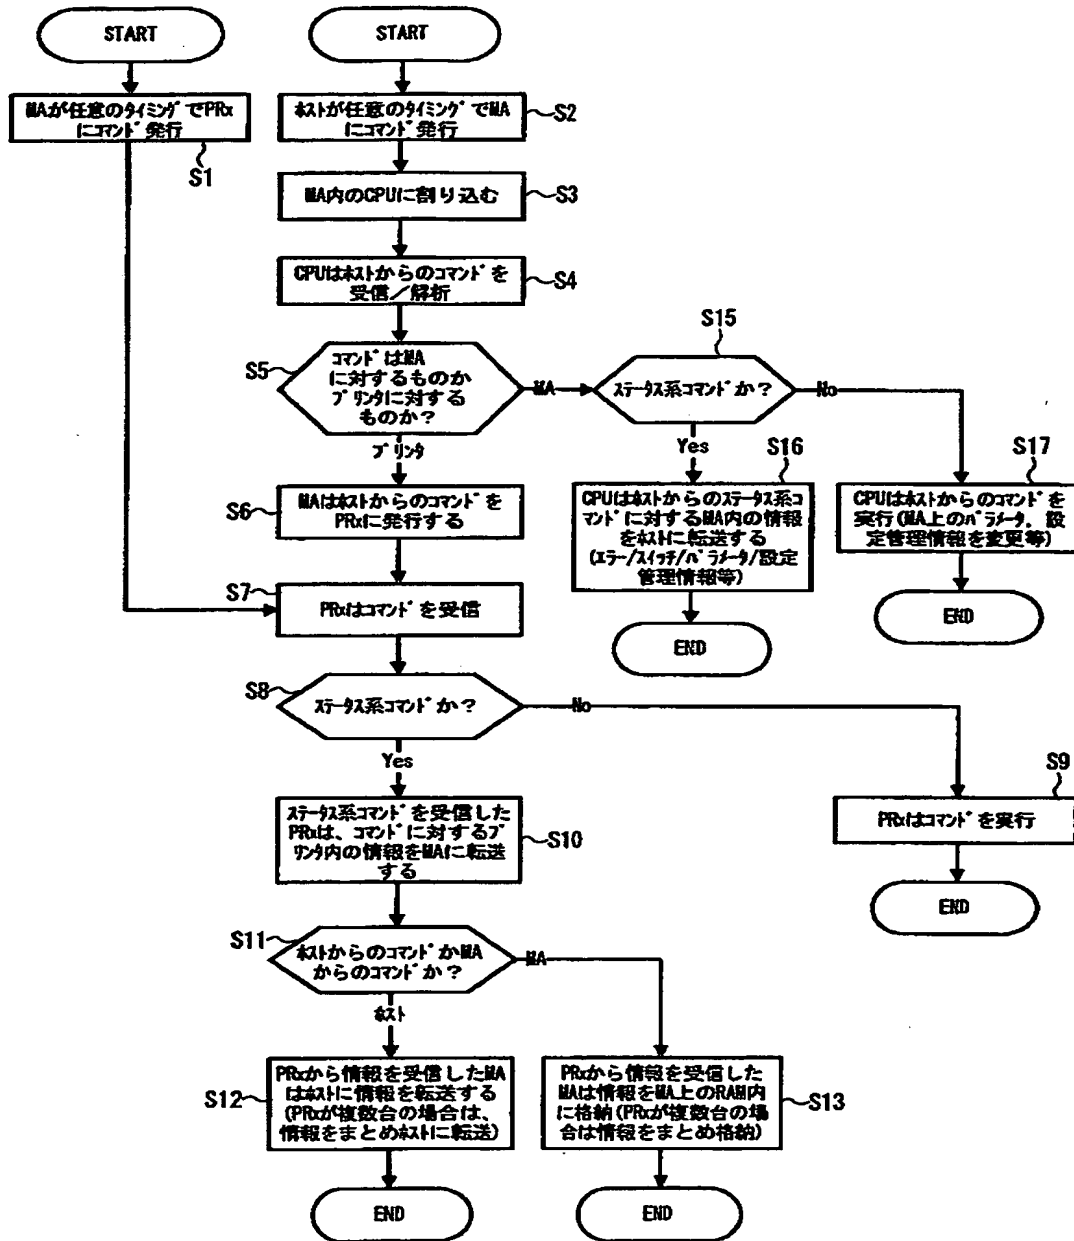 START
START
MAが任意のタイミングでPRx
にコマンド発行
S1
ホストが任意のタイミングでMA
にコマンド発行
S2
MA内のCPUに割り込む
S3
CPUはホストからのコマンドを
受信／解析
S4
S5
コマンドはMA
に対するものか
プリンタに対する
ものか？
MA
プリンタ
S15
ステータス系コマンドか？
No
Yes
S16
CPUはホストからのステータス系コ
マンドに対するMA内の情報
をホストに転送する
(エラー/スイッチ/パラメータ/設定
管理情報等)
END
S17
CPUはホストからのコマンドを
実行(MA上のパラメータ，設
定管理情報を変更等)
END
S6
MAはホストからのコマンドを
PRxに発行する
S7
PRxはコマンドを受信
S8
ステータス系コマンドか？
No
Yes
S9
PRxはコマンドを実行
END
ステータス系コマンドを受信した
PRxは、コマンドに対するプ
リンタ内の情報をMAに転送
する
S10
S11
ホストからのコマンドかMA
からのコマンドか？
MA
ホスト
S12
PRxから情報を受信したMA
はホストに情報を転送する
(PRxが複数台の場合は、
情報をまとめホストに転送)
END
PRxから情報を受信した
MAは情報をMA上のRAM内
に格納(PRxが複数台の場
合は情報をまとめ格納)
S13
END